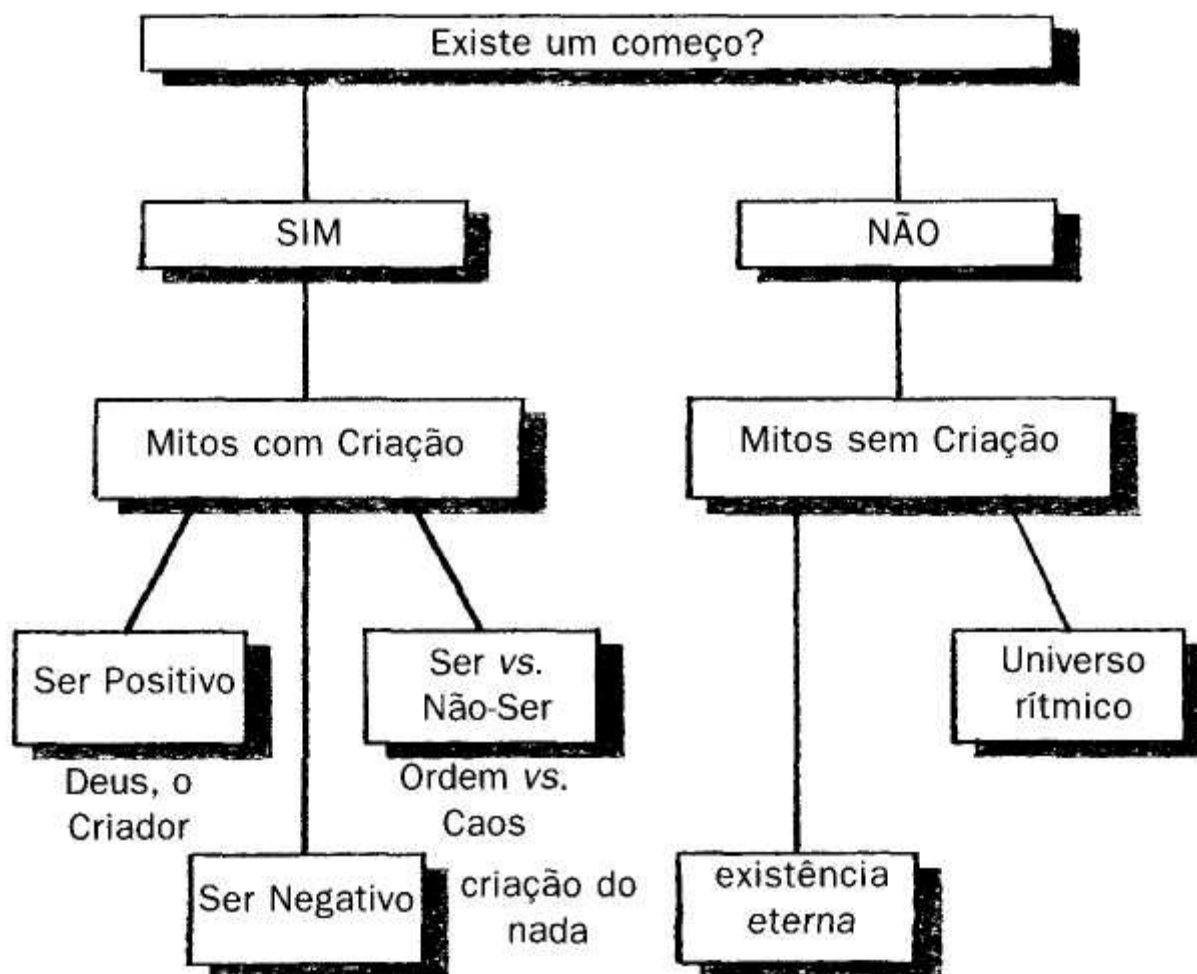 Existe um começo?
SIM
NÃO
Mitos com Criação
Mitos sem Criação
Ser Positivo
Ser vs.
Não-Ser
Universo
rítmico
Deus, o
Criador
Ordem vs.
Caos
Ser Negativo
criação do
nada
existência
eterna